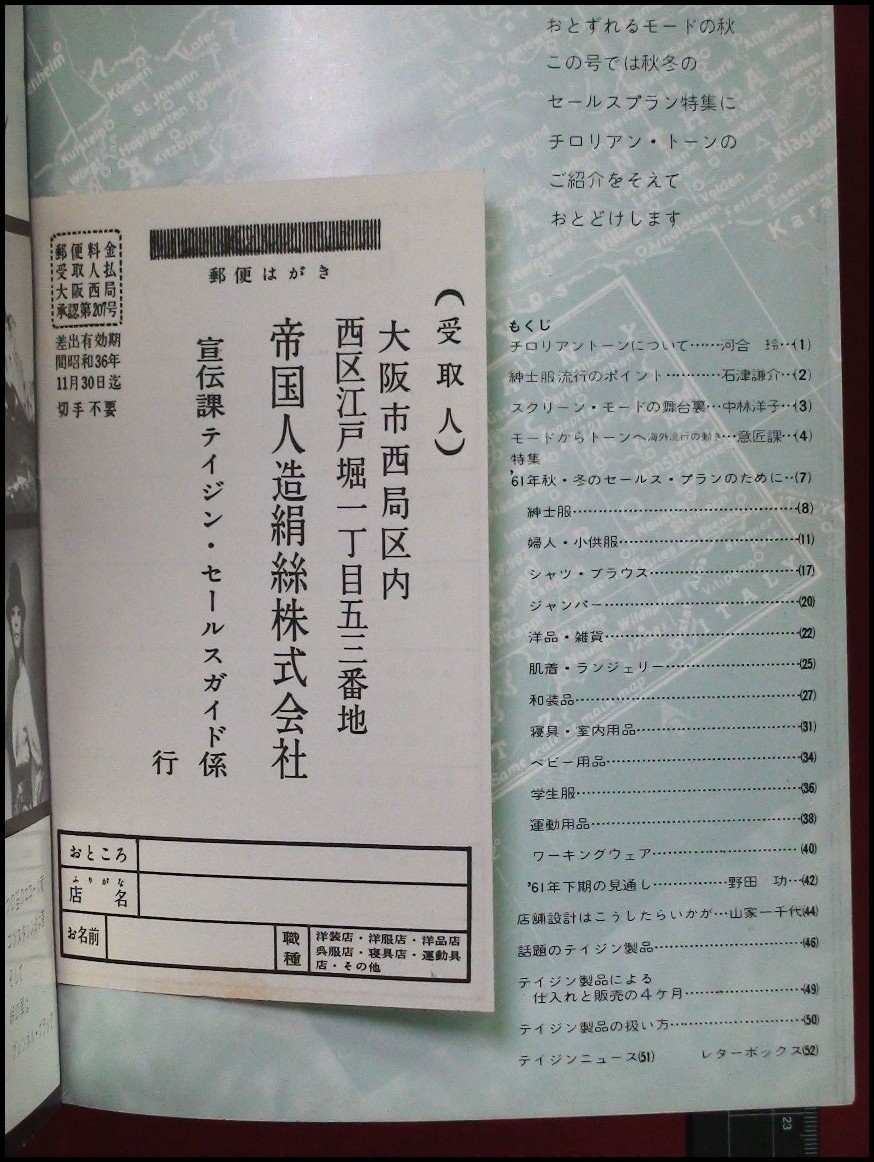 おとずれるモードの秋
この号では秋冬の
セールスプラン特集に
チロリアン・トーンの
ご紹介をそえて
おとどけします
もくじ
チロリアントーンについて……河合 玲…(1)
紳士服流行のポイント…………石津謙介…(2)
スクリーン・モードの舞台裏…中林洋子…(3)
モードからトーンへ海外流行の動き…意匠課…(4)
特集
'61年秋・冬のセールス・プランのために…(7)
紳士服…(8)
婦人・小供服…(11)
シャツ・ブラウス…(17)
ジャンパー…(20)
洋品・雑貨…(22)
肌着・ランジェリー…(25)
和装品…(27)
寝具・室内用品…(31)
ベビー用品…(34)
学生服…(36)
運動用品…(38)
ワーキングウェア…(40)
'61年下期の見通し…………野田 功…(42)
店舗設計はこうしたらいかが…山家一千代(44)
話題のテイジン製品…(46)
テイジン製品による
仕入れと販売の4ケ月…(49)
テイジン製品の扱い方…(50)
テイジンニュース(51) レターボックス(52)
郵便はがき
郵便料金
受取人払
大阪西局
承認第207号
差出有効期
間昭和36年
11月30日迄
切手不要
(受取人)
大阪市西局区内
西区江戸堀一丁目五三番地
帝国人造絹絲株式会社
宣伝課テイジン・セールスガイド係
行
おところ
ふりがな
店名
お名前
職種
洋装店・洋服店・洋品店
呉服店・寝具店・運動具
店・その他
Kössen
St. Johann
Hopfgarten
Kitzbühel
Kufstein
Lofer
Velden
Arnoldstein
Ferlach
ITALY
Same scale as main map
23